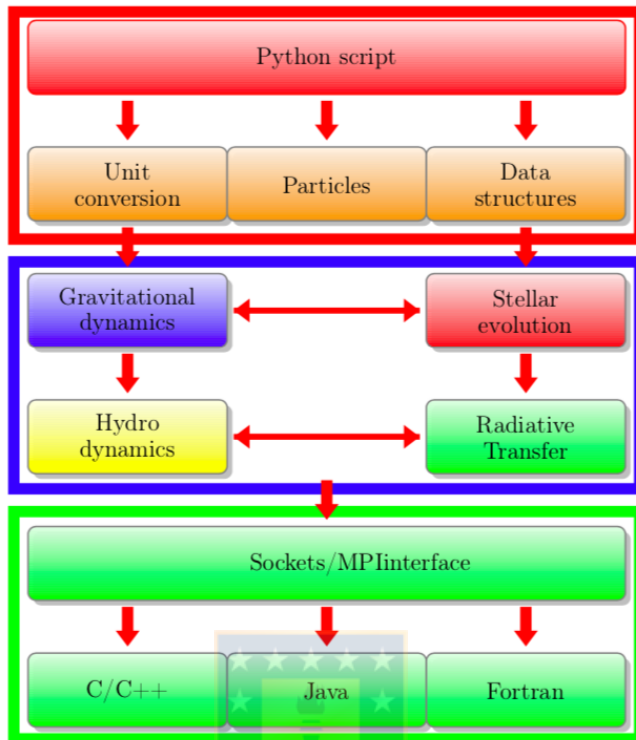 Python script
Unit
conversion
Particles
Data
structures
Gravitational
dynamics
Stellar
evolution
Hydro
dynamics
Radiative
Transfer
Sockets/MPIinterface
C/C++
Java
Fortran